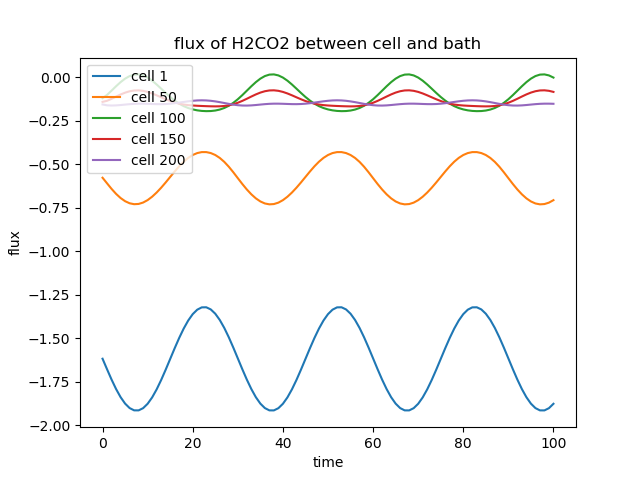 flux of H2CO2 between cell and bath
cell 1
cell 50
cell 100
cell 150
cell 200
0.00
−0.25
−0.50
−0.75
−1.00
−1.25
−1.50
−1.75
−2.00
flux
0 20 40 60 80 100
time